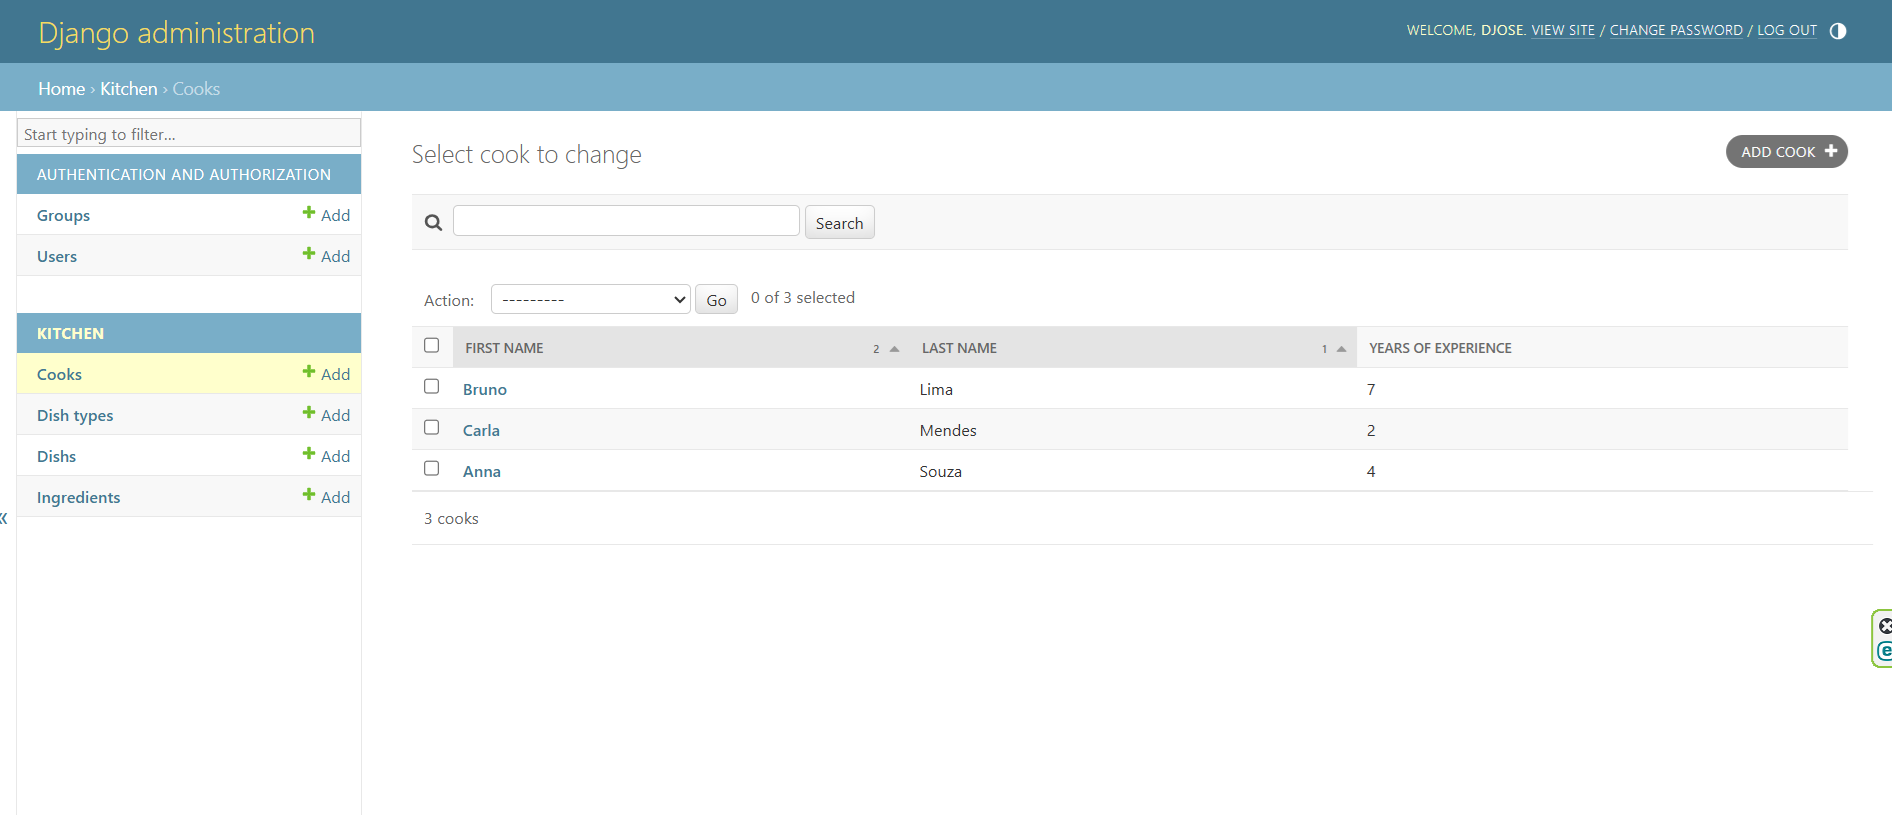 Django administration
WELCOME, DJOSE. VIEW SITE / CHANGE PASSWORD / LOG OUT
Home › Kitchen › Cooks
Start typing to filter...
AUTHENTICATION AND AUTHORIZATION
Groups + Add
Users + Add
KITCHEN
Cooks + Add
Dish types + Add
Dishs + Add
Ingredients + Add
«
Select cook to change
ADD COOK +
Search
Action: --------- Go 0 of 3 selected
FIRST NAME 2 LAST NAME 1 YEARS OF EXPERIENCE
Bruno Lima 7
Carla Mendes 2
Anna Souza 4
3 cooks
e